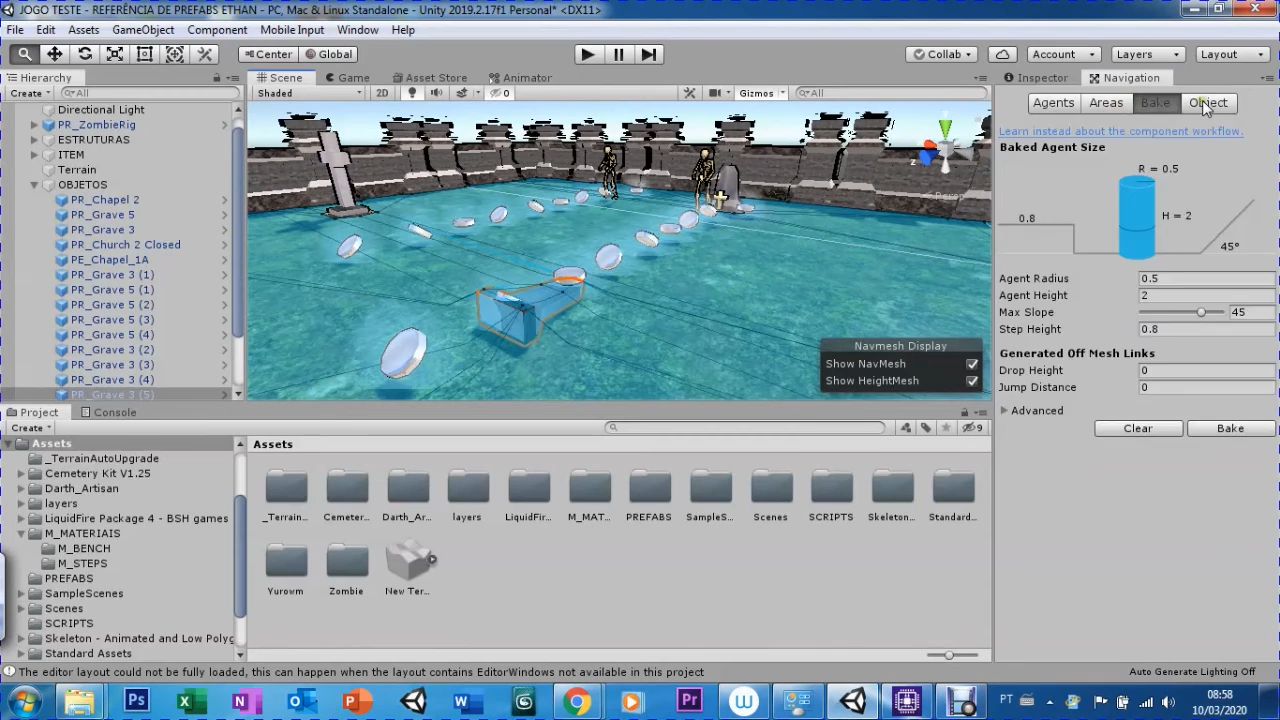 JOGO TESTE - REFERÊNCIA DE PREFABS ETHAN - PC, Mac & Linux Standalone - Unity 2019.2.17f1 Personal* <DX11>
File Edit Assets GameObject Component Mobile Input Window Help
Center Global Collab Account Layers Layout
Hierarchy Scene Game Asset Store Animator Inspector Navigation
Create All Shaded 2D 0 Gizmos All
Agents Areas Bake Object
Learn instead about the component workflow.
Directional Light
PR_ZombieRig
ESTRUTURAS
ITEM
Terrain
OBJETOS
PR_Chapel 2
PR_Grave 5
PR_Grave 3
PR_Church 2 Closed
PE_Chapel_1A
PR_Grave 3 (1)
PR_Grave 5 (1)
PR_Grave 5 (2)
PR_Grave 5 (3)
PR_Grave 5 (4)
PR_Grave 3 (2)
PR_Grave 3 (3)
PR_Grave 3 (4)
PR_Grave 3 (5)
z
Persp
Navmesh Display
Show NavMesh
Show HeightMesh
Baked Agent Size
R = 0.5
0.8
H = 2
45°
Agent Radius 0.5
Agent Height 2
Max Slope 45
Step Height 0.8
Generated Off Mesh Links
Drop Height 0
Jump Distance 0
Advanced
Clear Bake
Project Console
Create 9
Assets
_TerrainAutoUpgrade
Cemetery Kit V1.25
Darth_Artisan
layers
LiquidFire Package 4 - BSH games
M_MATERIAIS
M_BENCH
M_STEPS
PREFABS
SampleScenes
Scenes
SCRIPTS
Skeleton - Animated and Low Polyg
Standard Assets
Assets
_Terrain... Cemeter... Darth_Ar... layers LiquidFir... M_MAT... PREFABS SampleS... Scenes SCRIPTS Skeleton... Standard...
Yurowm Zombie New Ter...
The editor layout could not be fully loaded, this can happen when the layout contains EditorWindows not available in this project
Auto Generate Lighting Off
PT
08:58
10/03/2020